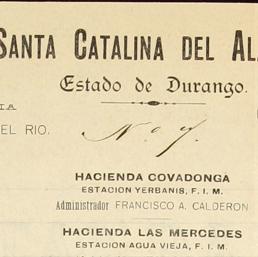 SANTA CATALINA DEL AL
Estado de Durango.
IA
EL RIO.
No 7.
HACIENDA COVADONGA
ESTACION YERBANIS, F. I. M.
Administrador FRANCISCO A. CALDERON
HACIENDA LAS MERCEDES
ESTACION AGUA VIEJA, F. I. M.